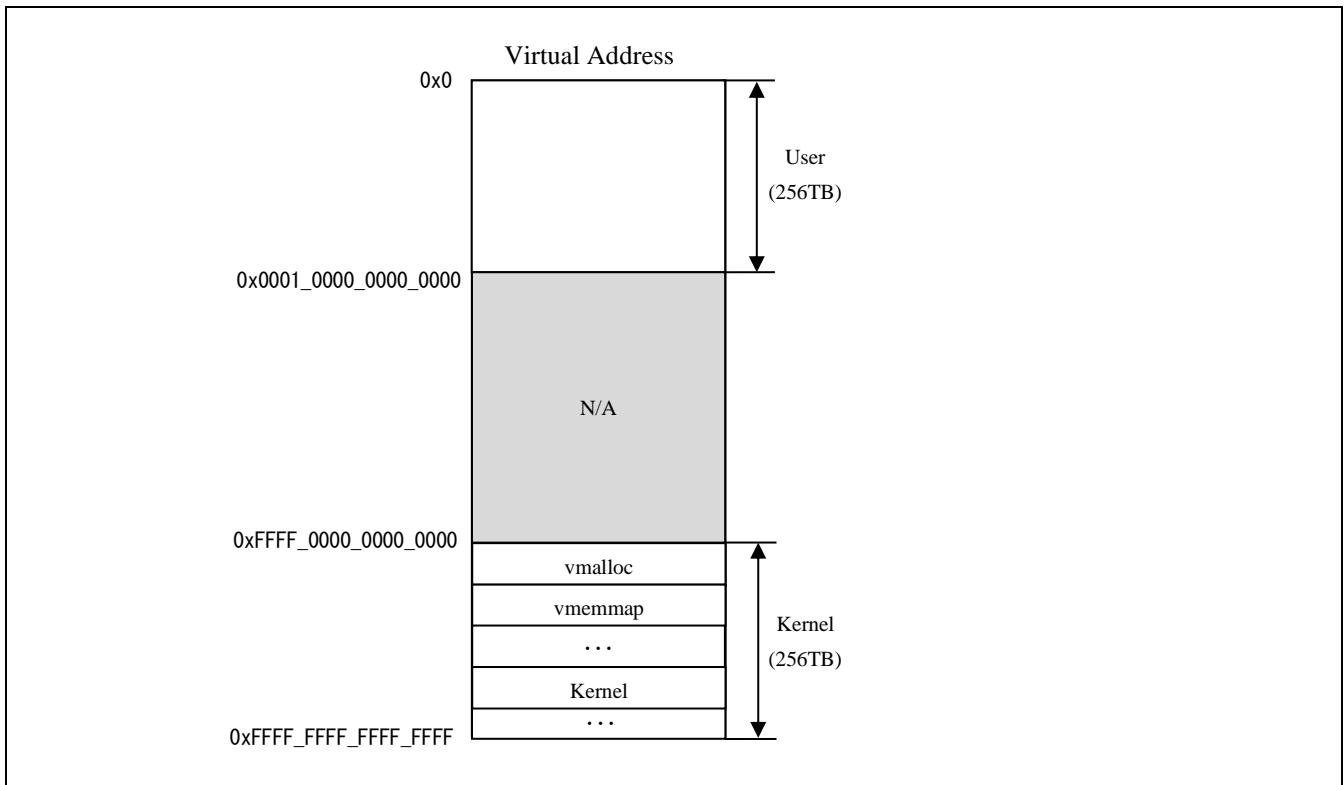 Virtual Address
0x0
User
(256TB)
0x0001_0000_0000_0000
N/A
0xFFFF_0000_0000_0000
vmalloc
vmemmap
Kernel
...
(256TB)
Kernel
...
0xFFFF_FFFF_FFFF_FFFF